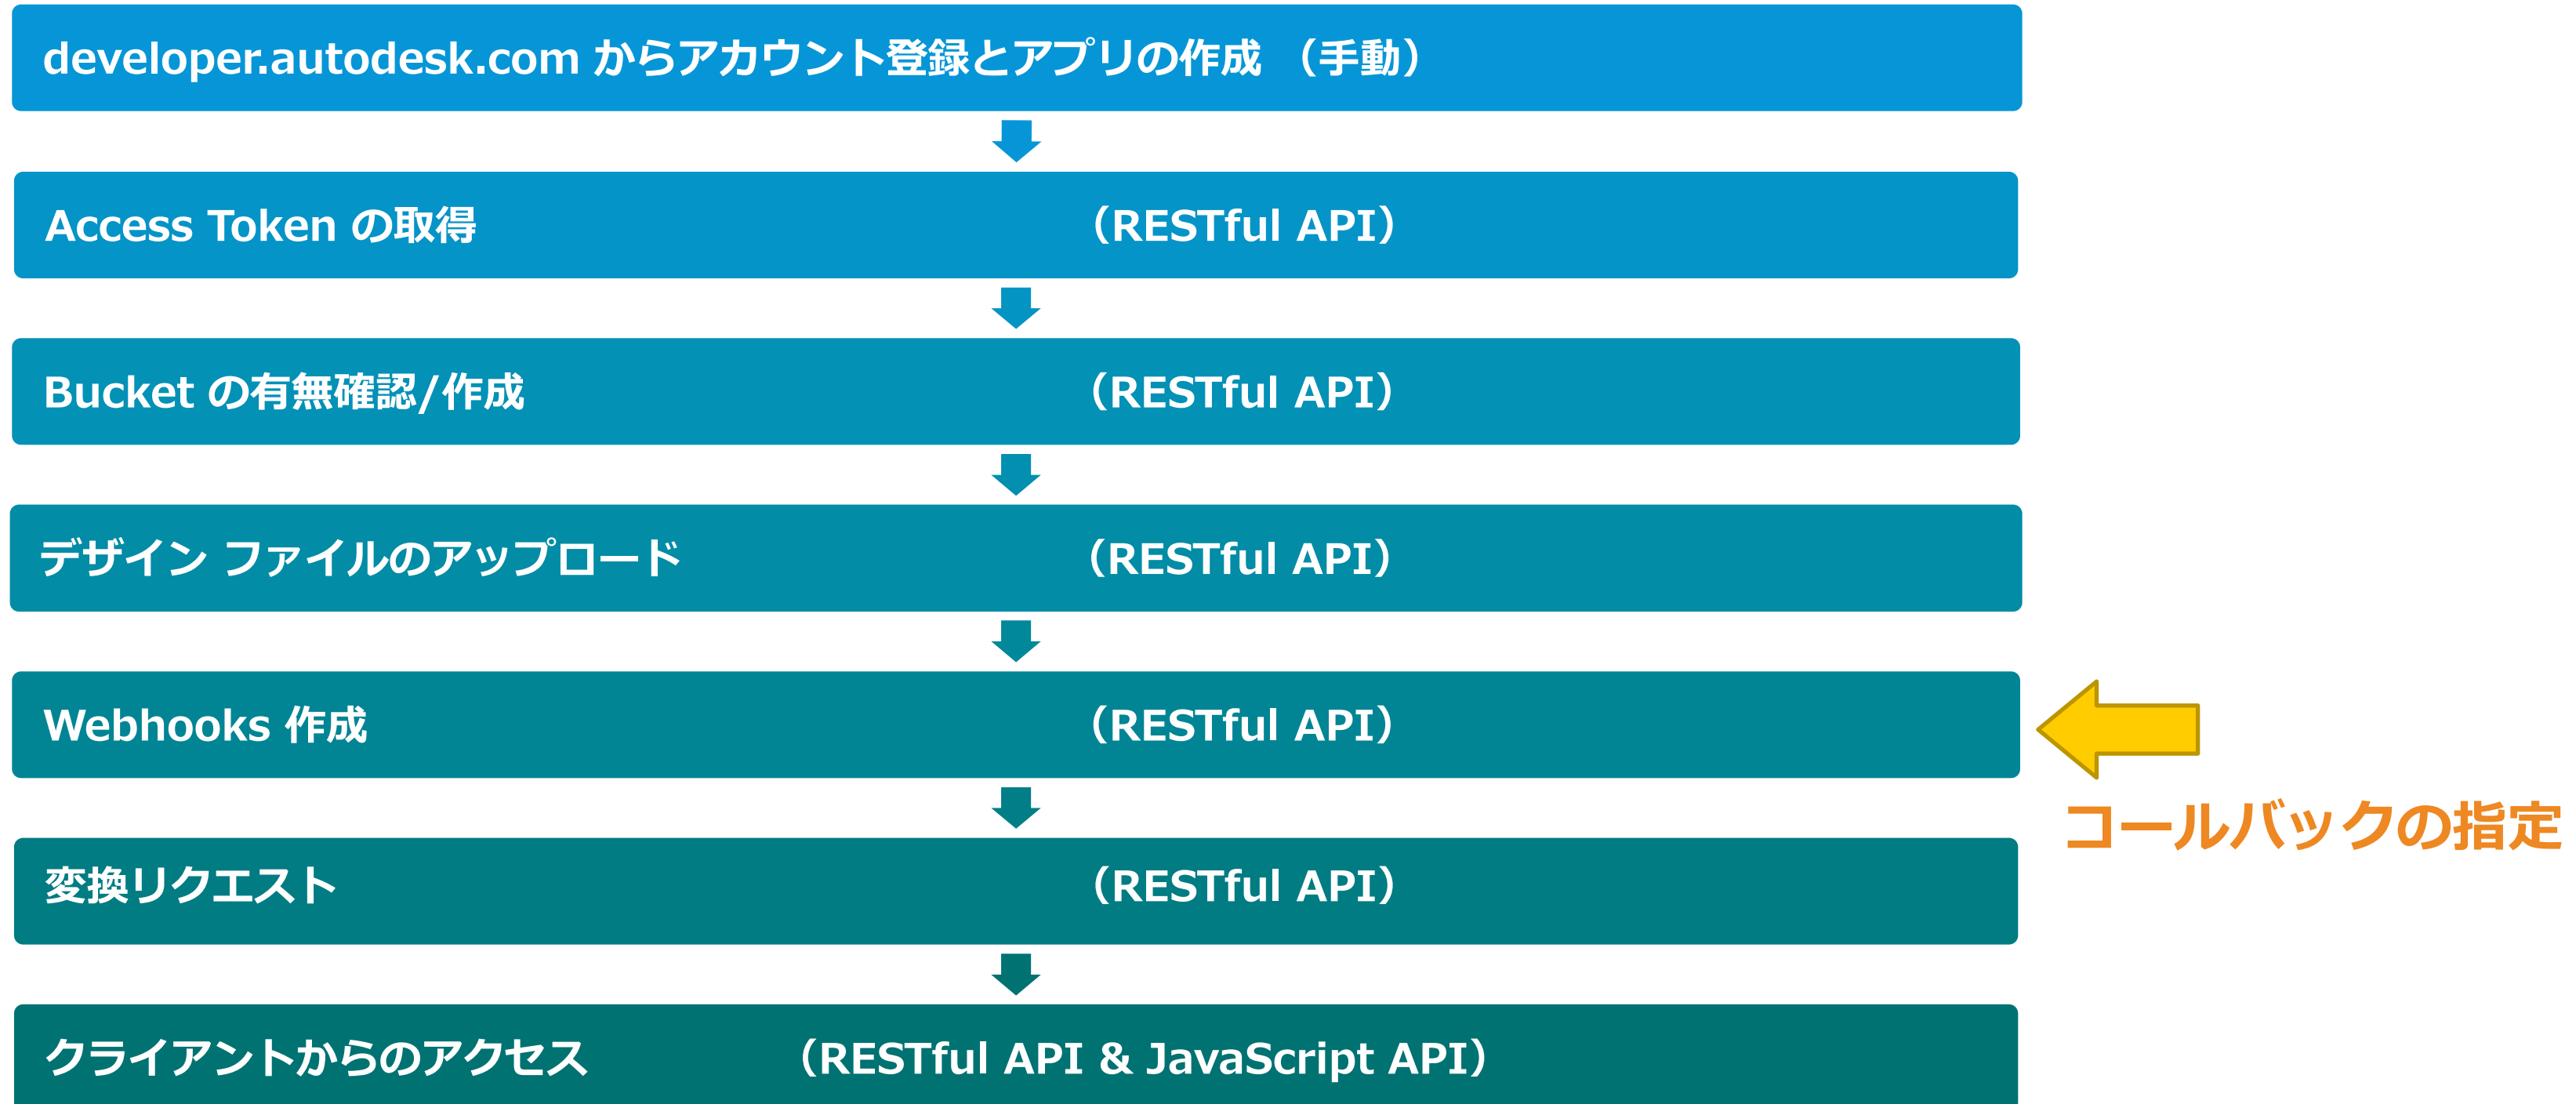 developer.autodesk.com からアカウント登録とアプリの作成 （手動）
Access Token の取得 （RESTful API）
Bucket の有無確認/作成 （RESTful API）
デザイン ファイルのアップロード （RESTful API）
Webhooks 作成 （RESTful API）
コールバックの指定
変換リクエスト （RESTful API）
クライアントからのアクセス （RESTful API & JavaScript API）